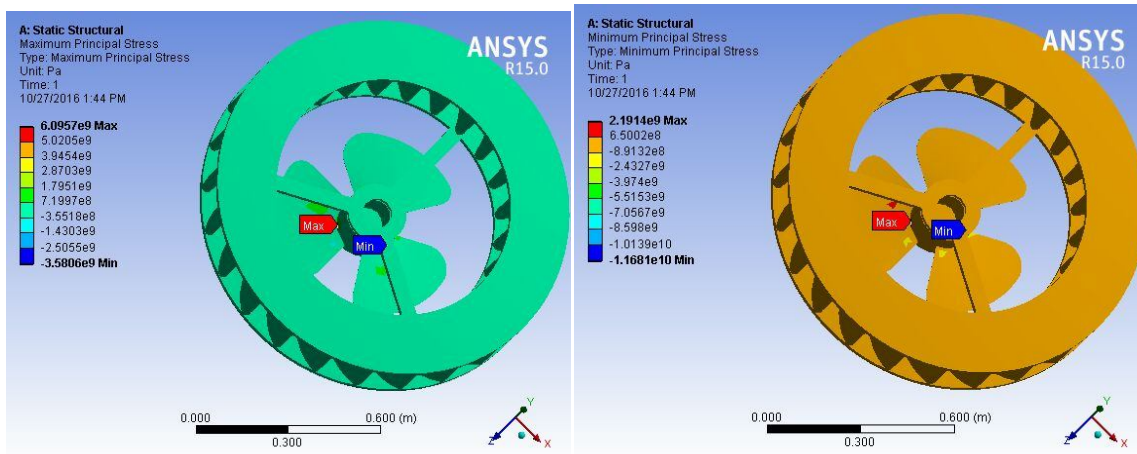 A: Static Structural
Maximum Principal Stress
Type: Maximum Principal Stress
Unit: Pa
Time: 1
10/27/2016 1:44 PM
6.0957e9 Max
5.0205e9
3.9454e9
2.8703e9
1.7951e9
7.1997e8
-3.5518e8
-1.4303e9
-2.5055e9
-3.5806e9 Min
ANSYS
R15.0
Max
Min
0.000
0.600 (m)
0.300
Y
Z
X
A: Static Structural
Minimum Principal Stress
Type: Minimum Principal Stress
Unit: Pa
Time: 1
10/27/2016 1:44 PM
2.1914e9 Max
6.5002e8
-8.9132e8
-2.4327e9
-3.974e9
-5.5153e9
-7.0567e9
-8.598e9
-1.0139e10
-1.1681e10 Min
ANSYS
R15.0
Max
Min
0.000
0.600 (m)
0.300
Y
Z
X